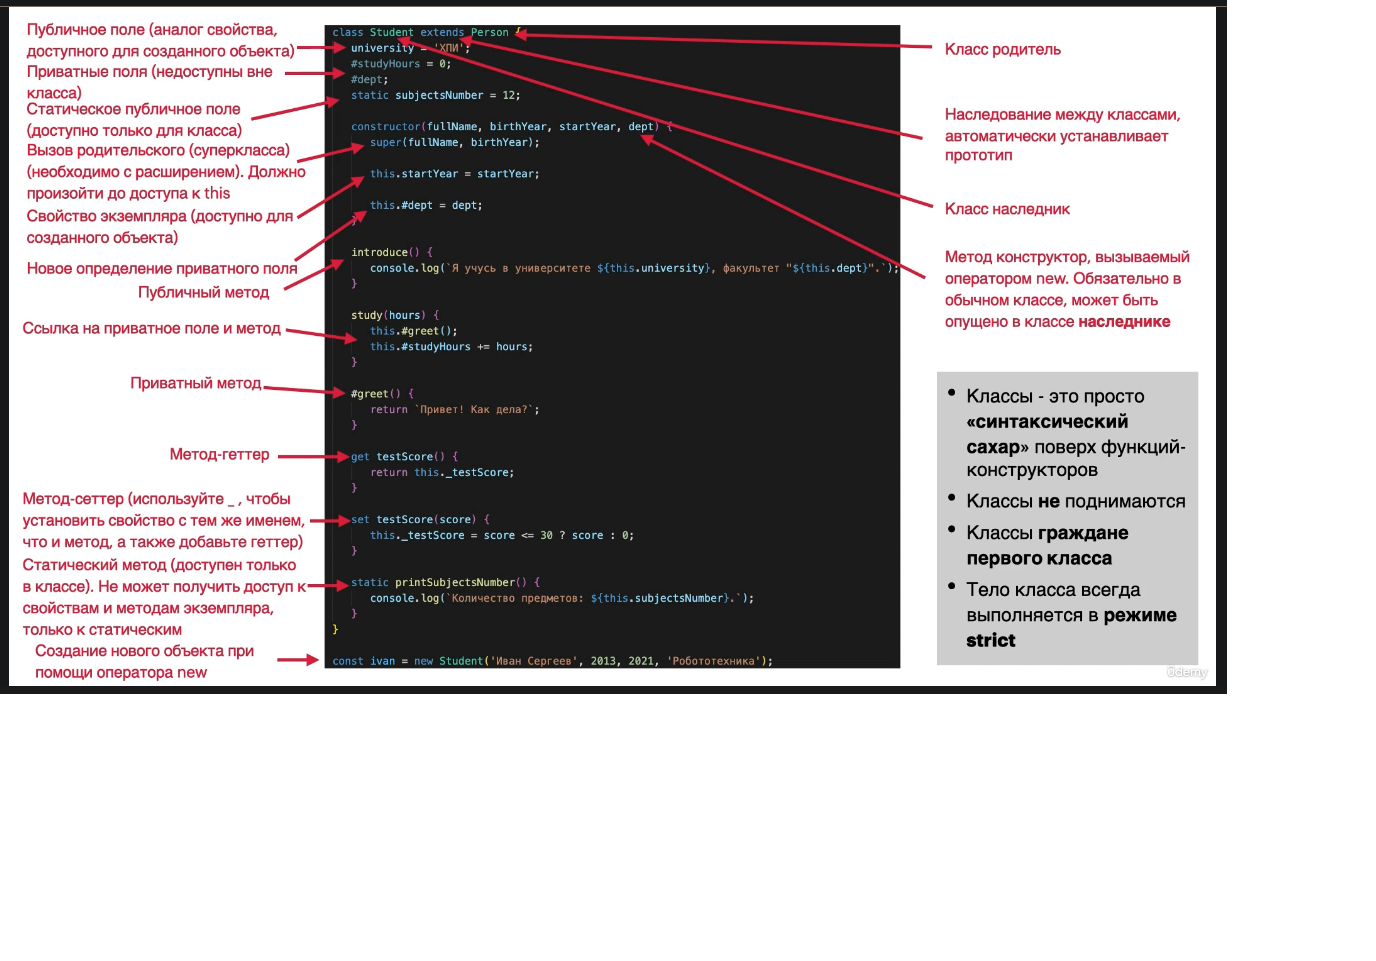 Публичное поле (аналог свойства,
доступного для созданного объекта)
Приватные поля (недоступны вне
класса)
Статическое публичное поле
(доступно только для класса)
Вызов родительского (суперкласса)
(необходимо с расширением). Должно
произойти до доступа к this
Свойство экземпляра (доступно для
созданного объекта)
Новое определение приватного поля
Публичный метод
Ссылка на приватное поле и метод
Приватный метод
Метод-геттер
Метод-сеттер (используйте _ , чтобы
установить свойство с тем же именем,
что и метод, а также добавьте геттер)
Статический метод (доступен только
в классе). Не может получить доступ к
свойствам и методам экземпляра,
только к статическим
Создание нового объекта при
помощи оператора new
class Student extends Person {
university = 'ХПИ';
#studyHours = 0;
#dept;
static subjectsNumber = 12;
constructor(fullName, birthYear, startYear, dept) {
super(fullName, birthYear);
this.startYear = startYear;
this.#dept = dept;
}
introduce() {
console.log(`Я учусь в университете ${this.university}, факультет "${this.dept}".`);
}
study(hours) {
this.#greet();
this.#studyHours += hours;
}
#greet() {
return `Привет! Как дела?`;
}
get testScore() {
return this._testScore;
}
set testScore(score) {
this._testScore = score <= 30 ? score : 0;
}
static printSubjectsNumber() {
console.log(`Количество предметов: ${this.subjectsNumber}.`);
}
}
const ivan = new Student('Иван Сергеев', 2013, 2021, 'Робототехника');
Класс родитель
Наследование между классами,
автоматически устанавливает
прототип
Класс наследник
Метод конструктор, вызываемый
оператором new. Обязательно в
обычном классе, может быть
опущено в классе наследнике
• Классы - это просто
«синтаксический
сахар» поверх функций-
конструкторов
• Классы не поднимаются
• Классы граждане
первого класса
• Тело класса всегда
выполняется в режиме
strict
ûdemy